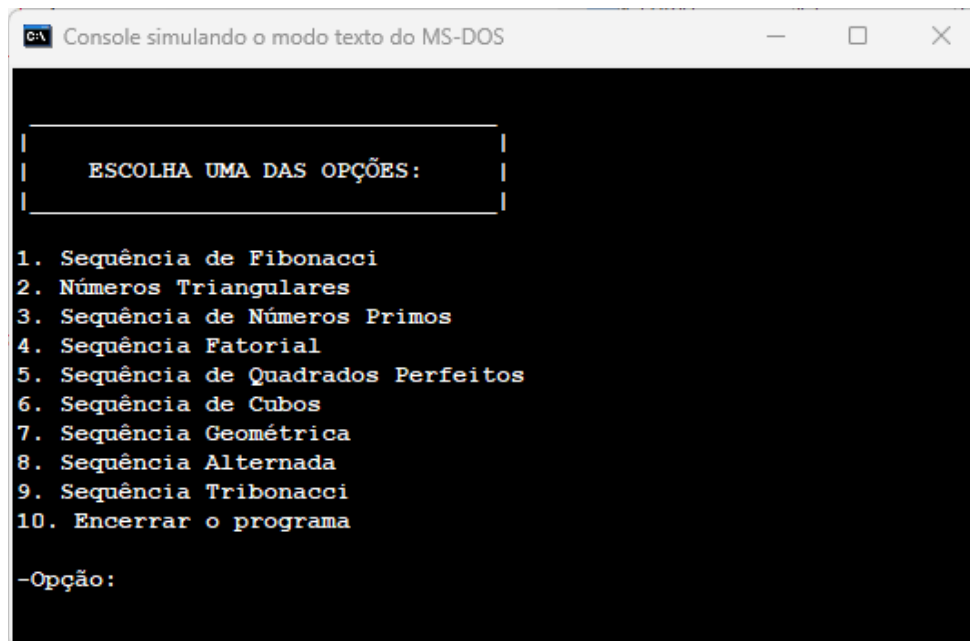 Console simulando o modo texto do MS-DOS
ESCOLHA UMA DAS OPÇÕES:
1. Sequência de Fibonacci
2. Números Triangulares
3. Sequência de Números Primos
4. Sequência Fatorial
5. Sequência de Quadrados Perfeitos
6. Sequência de Cubos
7. Sequência Geométrica
8. Sequência Alternada
9. Sequência Tribonacci
10. Encerrar o programa
-Opção: